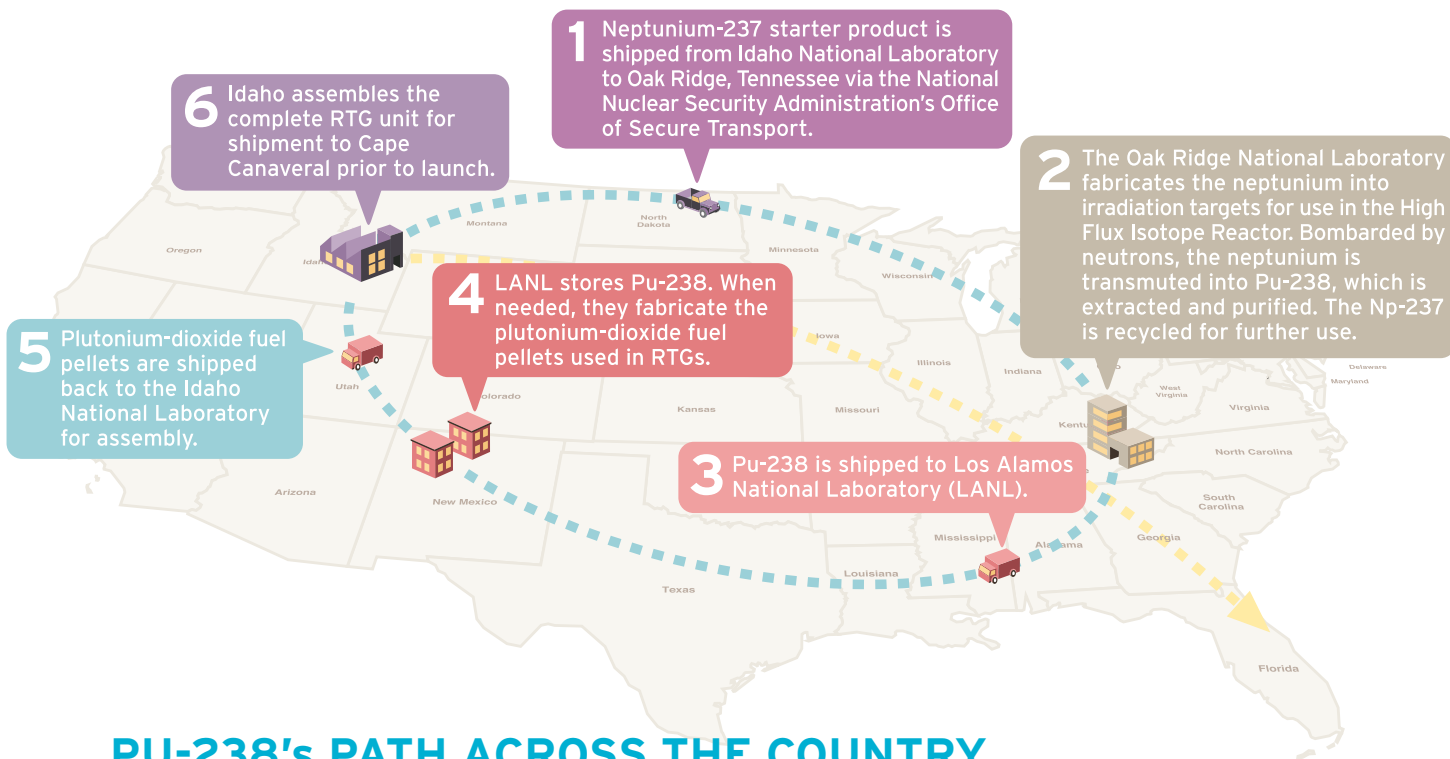 1 Neptunium-237 starter product is
shipped from Idaho National Laboratory
to Oak Ridge, Tennessee via the National
Nuclear Security Administration's Office
of Secure Transport.
6 Idaho assembles the
complete RTG unit for
shipment to Cape
Canaveral prior to launch.
2 The Oak Ridge National Laboratory
fabricates the neptunium into
irradiation targets for use in the High
Flux Isotope Reactor. Bombarded by
neutrons, the neptunium is
transmuted into Pu-238, which is
extracted and purified. The Np-237
is recycled for further use.
4 LANL stores Pu-238. When
needed, they fabricate the
plutonium-dioxide fuel
pellets used in RTGs.
5 Plutonium-dioxide fuel
pellets are shipped
back to the Idaho
National Laboratory
for assembly.
3 Pu-238 is shipped to Los Alamos
National Laboratory (LANL).
Oregon
Montana
North
Dakota
Minnesota
Wisconsin
Iowa
Illinois
Indiana
Utah
Kansas
Missouri
West
Virginia
Virginia
Delaware
Maryland
North Carolina
South
Carolina
Arizona
New Mexico
Texas
Louisiana
Mississippi
Alabama
Georgia
Florida
PU-238's PATH ACROSS THE COUNTRY